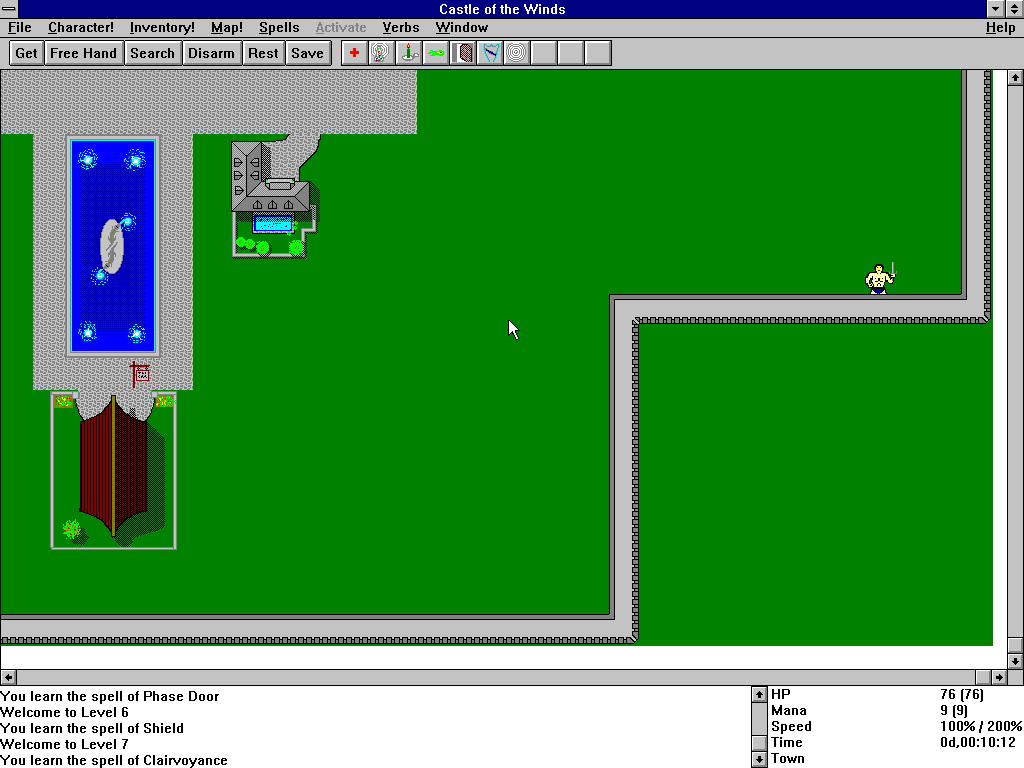 Castle of the Winds
File Character! Inventory! Map! Spells Activate Verbs Window Help
Get Free Hand Search Disarm Rest Save
You learn the spell of Phase Door
Welcome to Level 6
You learn the spell of Shield
Welcome to Level 7
You learn the spell of Clairvoyance
HP 76 (76)
Mana 9 (9)
Speed 100% / 200%
Time 0d,00:10:12
Town